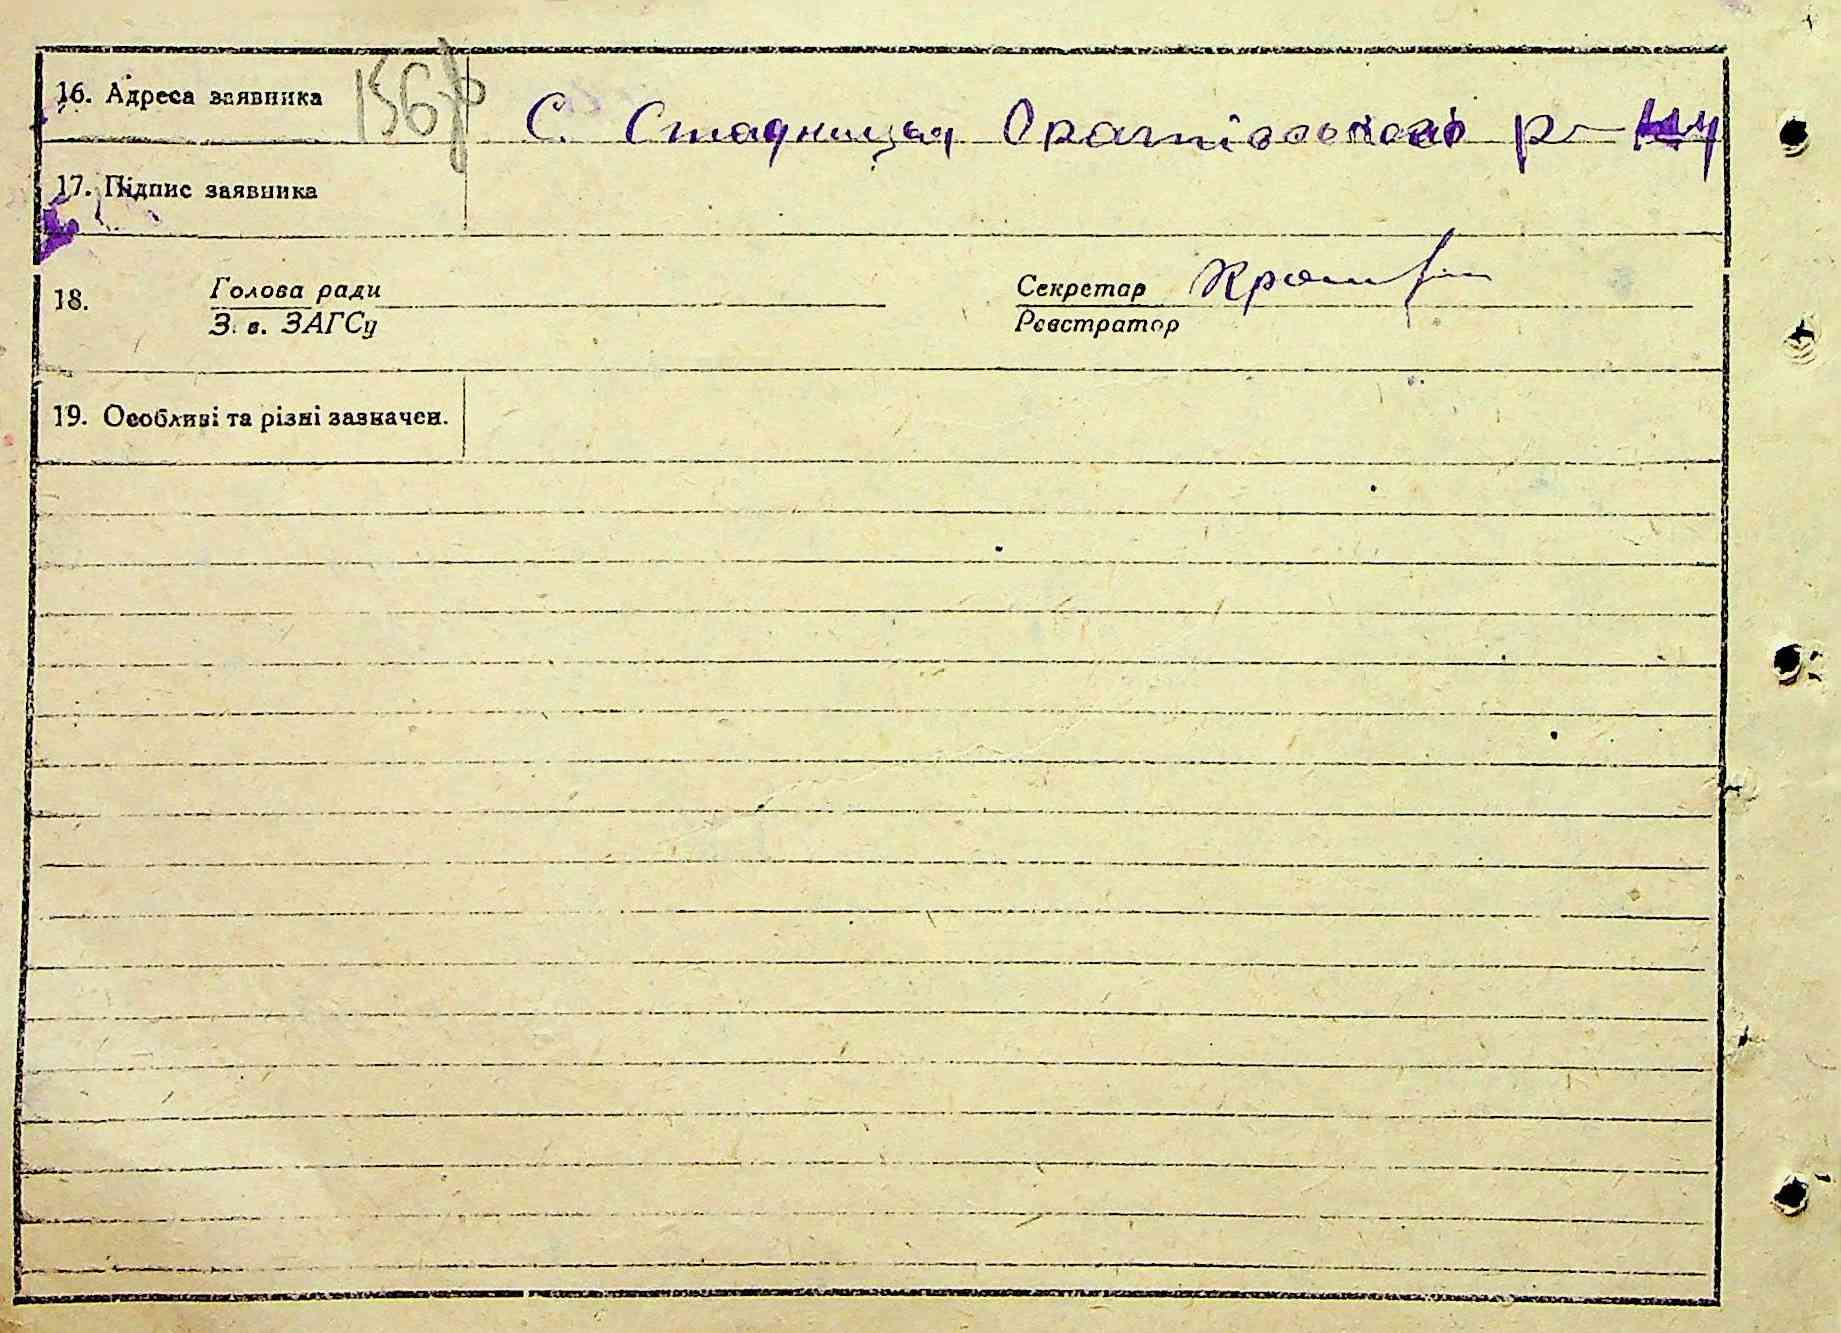 16. Адреса заявника 156 С. Стадниця Оратівського р-ну
17. Підпис заявника
18. Голова ради Секретар
З. в. ЗАГСу Реєстратор
19. Особливі та різні зазначен.